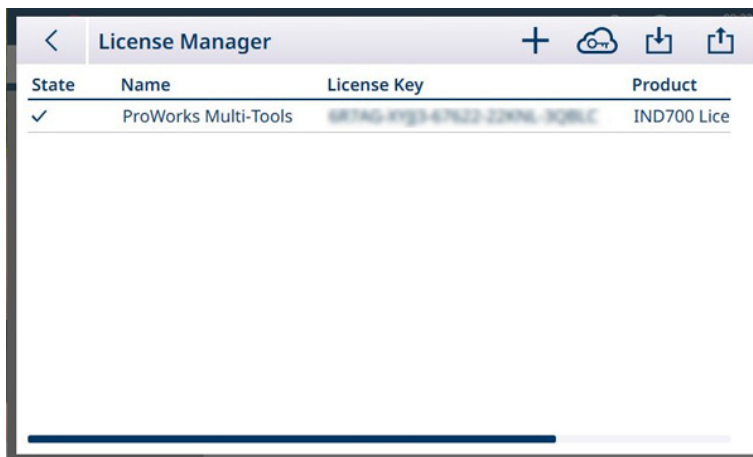 License Manager
State Name License Key Product
ProWorks Multi-Tools IND700 Lice